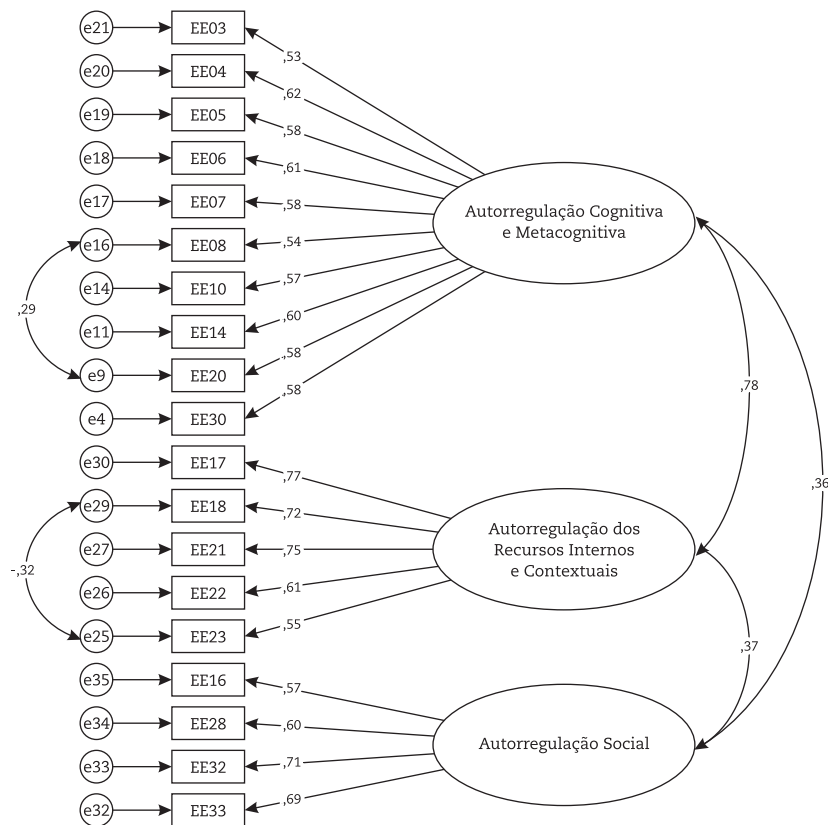 e21 EE03 ,53
e20 EE04 ,62
e19 EE05 ,58
e18 EE06 ,61
e17 EE07 ,58
Autorregulação Cognitiva
e Metacognitiva
e16 EE08 ,54
e14 EE10 ,57
,29
e11 EE14 ,60
e9 EE20 ,58
e4 EE30 ,58
,78
e30 EE17 ,77
,36
e29 EE18 ,72
Autorregulação dos
Recursos Internos
e Contextuais
e27 EE21 ,75
-,32
e26 EE22 ,61
e25 EE23 ,55
,37
e35 EE16 ,57
e34 EE28 ,60
Autorregulação Social
e33 EE32 ,71
e32 EE33 ,69